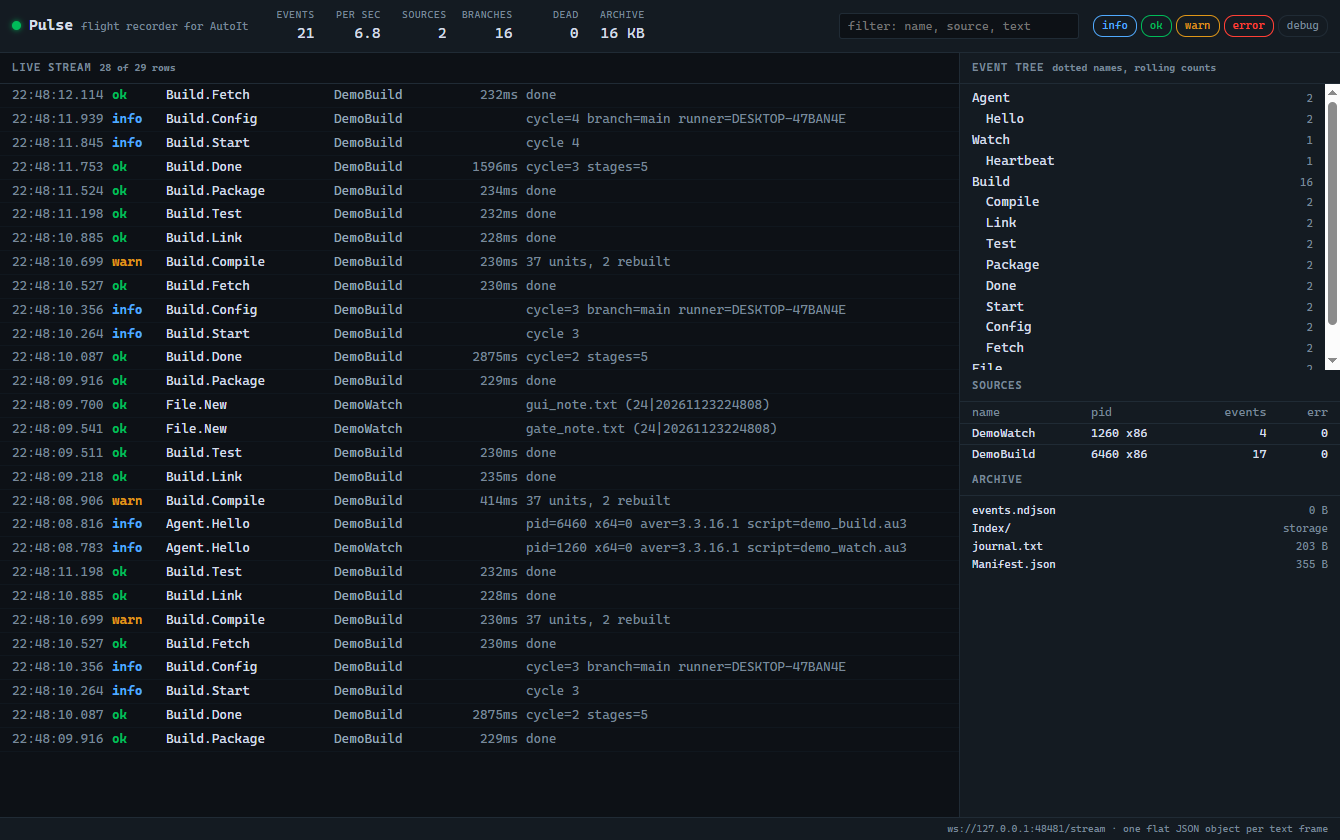 Pulse flight recorder for AutoIt
EVENTS PER SEC SOURCES BRANCHES DEAD ARCHIVE
21 6.8 2 16 0 16 KB
filter: name, source, text
info ok warn error debug
LIVE STREAM 28 of 29 rows
22:48:12.114 ok Build.Fetch DemoBuild 232ms done
22:48:11.939 info Build.Config DemoBuild cycle=4 branch=main runner=DESKTOP-47BAN4E
22:48:11.845 info Build.Start DemoBuild cycle 4
22:48:11.753 ok Build.Done DemoBuild 1596ms cycle=3 stages=5
22:48:11.524 ok Build.Package DemoBuild 234ms done
22:48:11.198 ok Build.Test DemoBuild 232ms done
22:48:10.885 ok Build.Link DemoBuild 228ms done
22:48:10.699 warn Build.Compile DemoBuild 230ms 37 units, 2 rebuilt
22:48:10.527 ok Build.Fetch DemoBuild 230ms done
22:48:10.356 info Build.Config DemoBuild cycle=3 branch=main runner=DESKTOP-47BAN4E
22:48:10.264 info Build.Start DemoBuild cycle 3
22:48:10.087 ok Build.Done DemoBuild 2875ms cycle=2 stages=5
22:48:09.916 ok Build.Package DemoBuild 229ms done
22:48:09.700 ok File.New DemoWatch gui_note.txt (24|20261123224808)
22:48:09.541 ok File.New DemoWatch gate_note.txt (24|20261123224808)
22:48:09.511 ok Build.Test DemoBuild 230ms done
22:48:09.218 ok Build.Link DemoBuild 235ms done
22:48:08.906 warn Build.Compile DemoBuild 414ms 37 units, 2 rebuilt
22:48:08.816 info Agent.Hello DemoBuild pid=6460 x64=0 aver=3.3.16.1 script=demo_build.au3
22:48:08.783 info Agent.Hello DemoWatch pid=1260 x64=0 aver=3.3.16.1 script=demo_watch.au3
22:48:11.198 ok Build.Test DemoBuild 232ms done
22:48:10.885 ok Build.Link DemoBuild 228ms done
22:48:10.699 warn Build.Compile DemoBuild 230ms 37 units, 2 rebuilt
22:48:10.527 ok Build.Fetch DemoBuild 230ms done
22:48:10.356 info Build.Config DemoBuild cycle=3 branch=main runner=DESKTOP-47BAN4E
22:48:10.264 info Build.Start DemoBuild cycle 3
22:48:10.087 ok Build.Done DemoBuild 2875ms cycle=2 stages=5
22:48:09.916 ok Build.Package DemoBuild 229ms done
EVENT TREE dotted names, rolling counts
Agent 2
Hello 2
Watch 1
Heartbeat 1
Build 16
Compile 2
Link 2
Test 2
Package 2
Done 2
Start 2
Config 2
Fetch 2
File 2
SOURCES
name pid events err
DemoWatch 1260 x86 4 0
DemoBuild 6460 x86 17 0
ARCHIVE
events.ndjson 0 B
Index/ storage
journal.txt 203 B
Manifest.json 355 B
ws://127.0.0.1:48481/stream · one flat JSON object per text frame